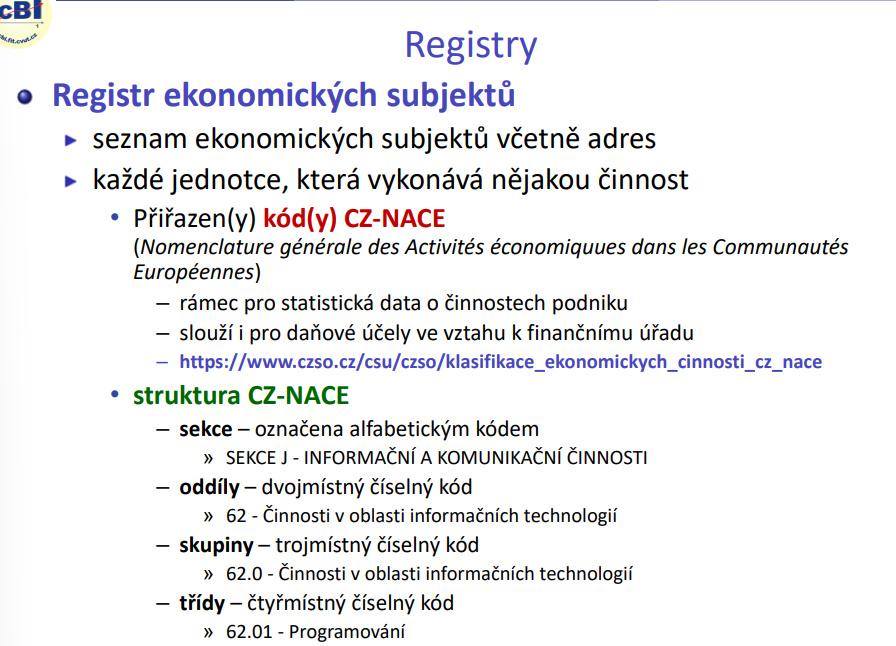 cBI
bi.fit.cvut.cz
Registry
Registr ekonomických subjektů
seznam ekonomických subjektů včetně adres
každé jednotce, která vykonává nějakou činnost
• Přiřazen(y) kód(y) CZ-NACE
(Nomenclature générale des Activités économiquues dans les Communautés
Européennes)
– rámec pro statistická data o činnostech podniku
– slouží i pro daňové účely ve vztahu k finančnímu úřadu
– https://www.czso.cz/csu/czso/klasifikace_ekonomickych_cinnosti_cz_nace
• struktura CZ-NACE
– sekce – označena alfabetickým kódem
» SEKCE J - INFORMAČNÍ A KOMUNIKAČNÍ ČINNOSTI
– oddíly – dvojmístný číselný kód
» 62 - Činnosti v oblasti informačních technologií
– skupiny – trojmístný číselný kód
» 62.0 - Činnosti v oblasti informačních technologií
– třídy – čtyřmístný číselný kód
» 62.01 - Programování